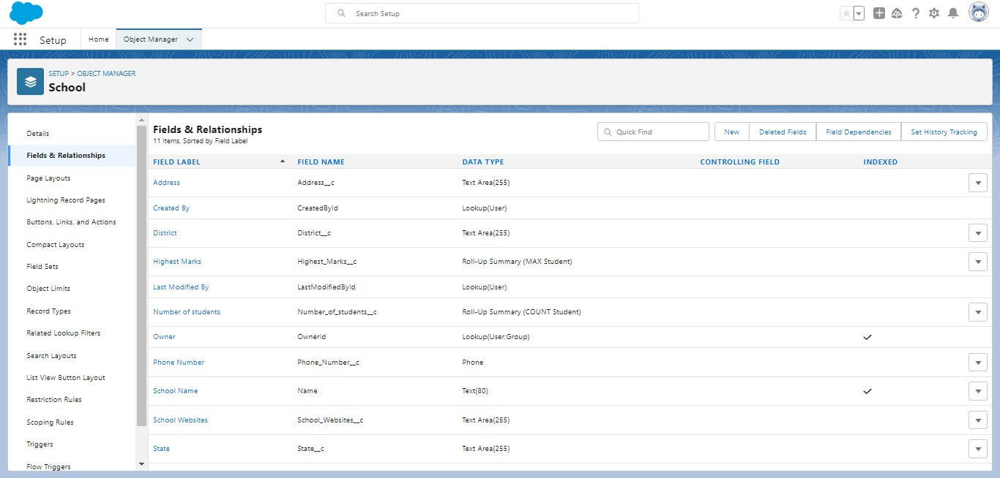 Search Setup
Setup
Home
Object Manager
SETUP > OBJECT MANAGER
School
Details
Fields & Relationships
Page Layouts
Lightning Record Pages
Buttons, Links, and Actions
Compact Layouts
Field Sets
Object Limits
Record Types
Related Lookup Filters
Search Layouts
List View Button Layout
Restriction Rules
Scoping Rules
Triggers
Flow Triggers
Fields & Relationships
11 Items, Sorted by Field Label
Quick Find
New
Deleted Fields
Field Dependencies
Set History Tracking
FIELD LABEL FIELD NAME DATA TYPE CONTROLLING FIELD INDEXED
Address Address__c Text Area(255)
Created By CreatedById Lookup(User)
District District__c Text Area(255)
Highest Marks Highest_Marks__c Roll-Up Summary (MAX Student)
Last Modified By LastModifiedById Lookup(User)
Number of students Number_of_students__c Roll-Up Summary (COUNT Student)
Owner OwnerId Lookup(User,Group)
Phone Number Phone_Number__c Phone
School Name Name Text(80)
School Websites School_Websites__c Text Area(255)
State State__c Text Area(255)